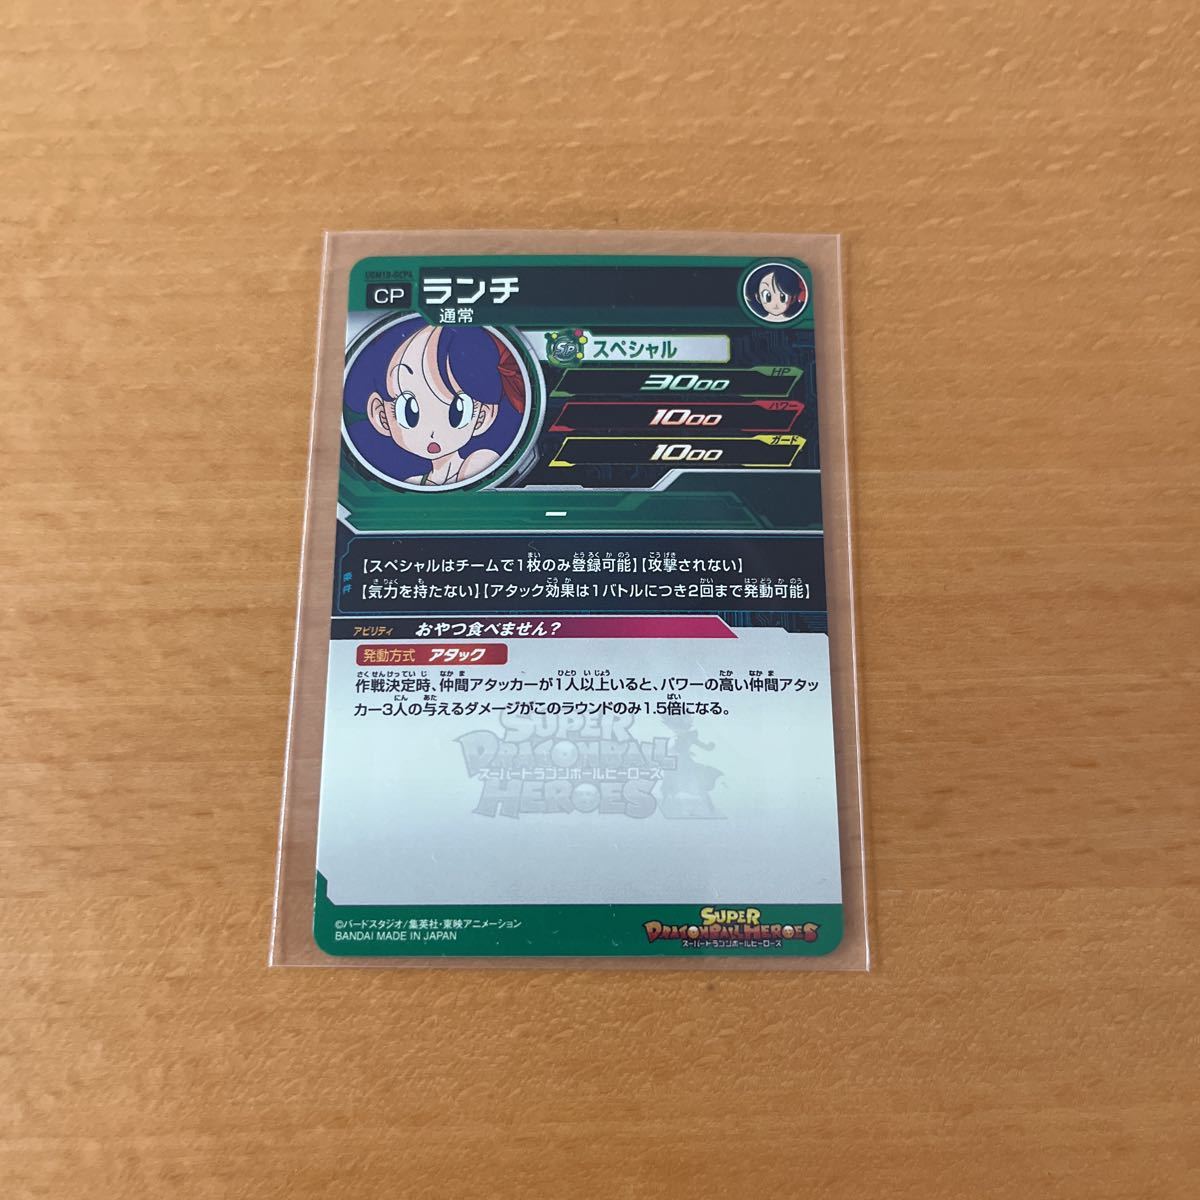 UGM10-SCP4
CP
ランチ
通常
SP スペシャル
HP
3000
パワー
1000
ガード
1000
ー
条件
【スペシャルはチームで1枚のみ登録可能】【攻撃されない】
【気力を持たない】【アタック効果は1バトルにつき2回まで発動可能】
アビリティ おやつ食べません?
発動方式 アタック
作戦決定時、仲間アタッカーが1人以上いると、パワーの高い仲間アタッ
カー3人の与えるダメージがこのラウンドのみ1.5倍になる。
SUPER
DRAGONBALL
スーパードラゴンボールヒーローズ
HEROES
©バードスタジオ/集英社・東映アニメーション
BANDAI MADE IN JAPAN
SUPER
DRAGONBALL HEROES
スーパードラゴンボールヒーローズ